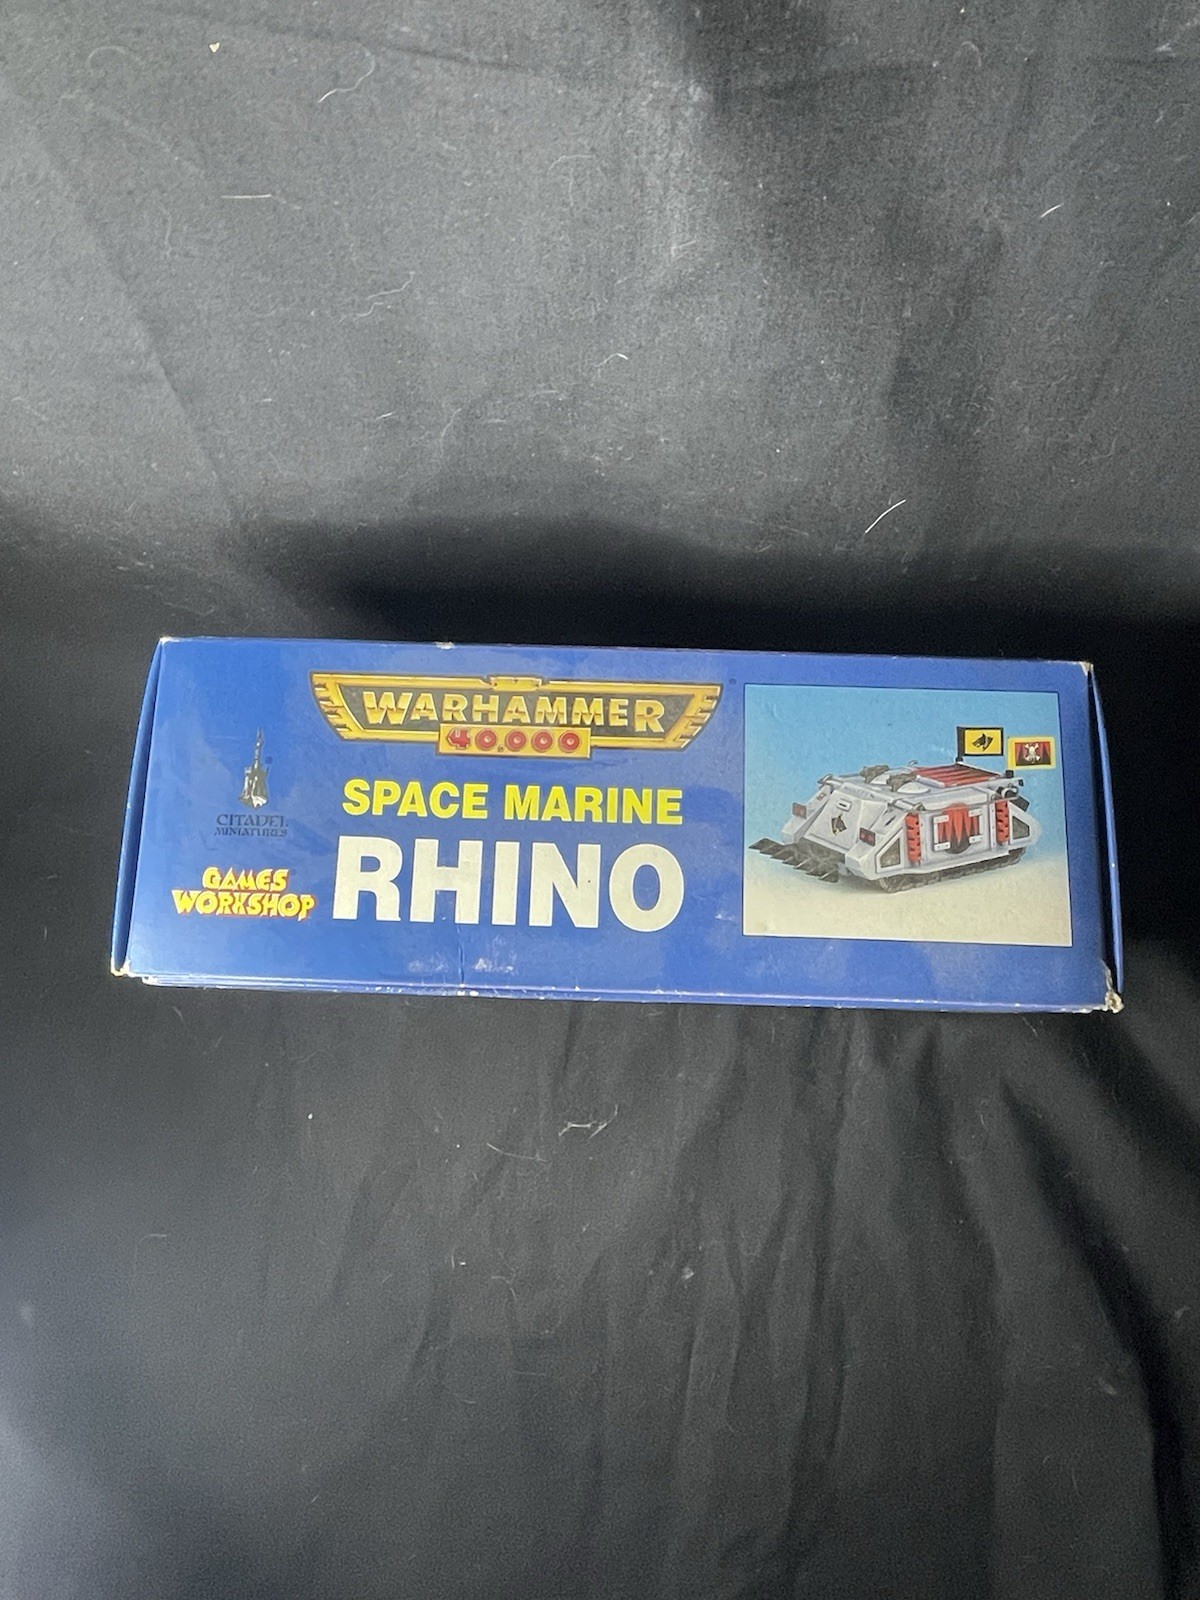 WARHAMMER
40,000
SPACE MARINE
RHINO
CITADEL
MINIATURES
GAMES
WORKSHOP